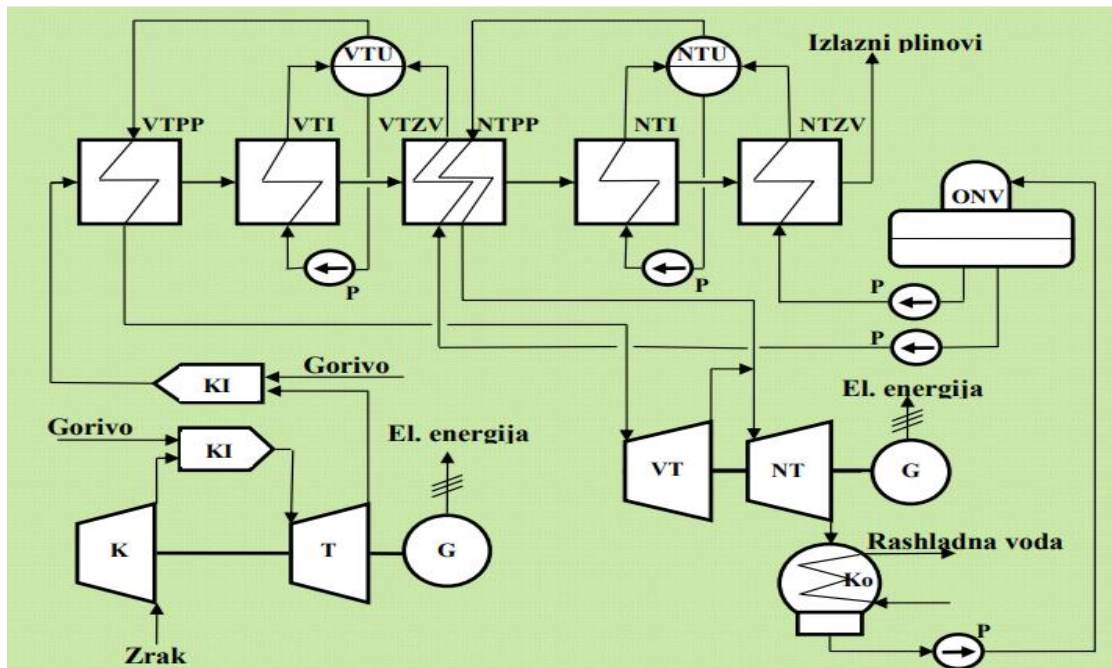 VTU
NTU
Izlazni plinovi
VTPP
VTI
VTZV
NTPP
NTI
NTZV
ONV
P
P
P
P
Gorivo
KI
El. energija
Gorivo
KI
El. energija
VT
NT
G
K
T
G
Rashladna voda
Ko
P
Zrak